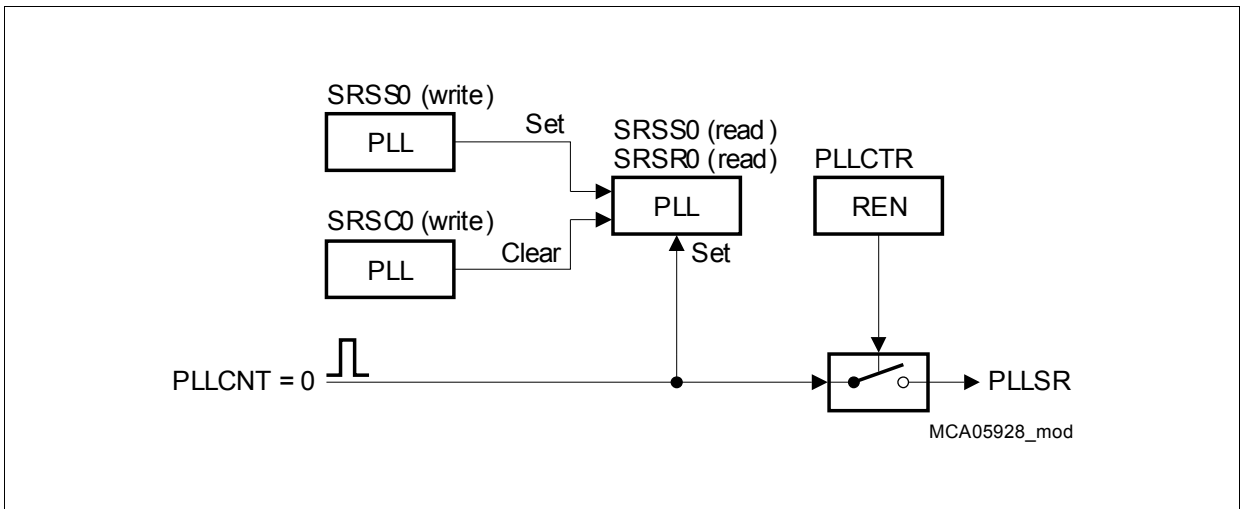 SRSS0 (write)
PLL
Set
SRSS0 (read)
SRSR0 (read)
PLL
PLLCTR
REN
SRSC0 (write)
PLL
Clear
Set
PLLCNT = 0
PLLSR
MCA05928_mod